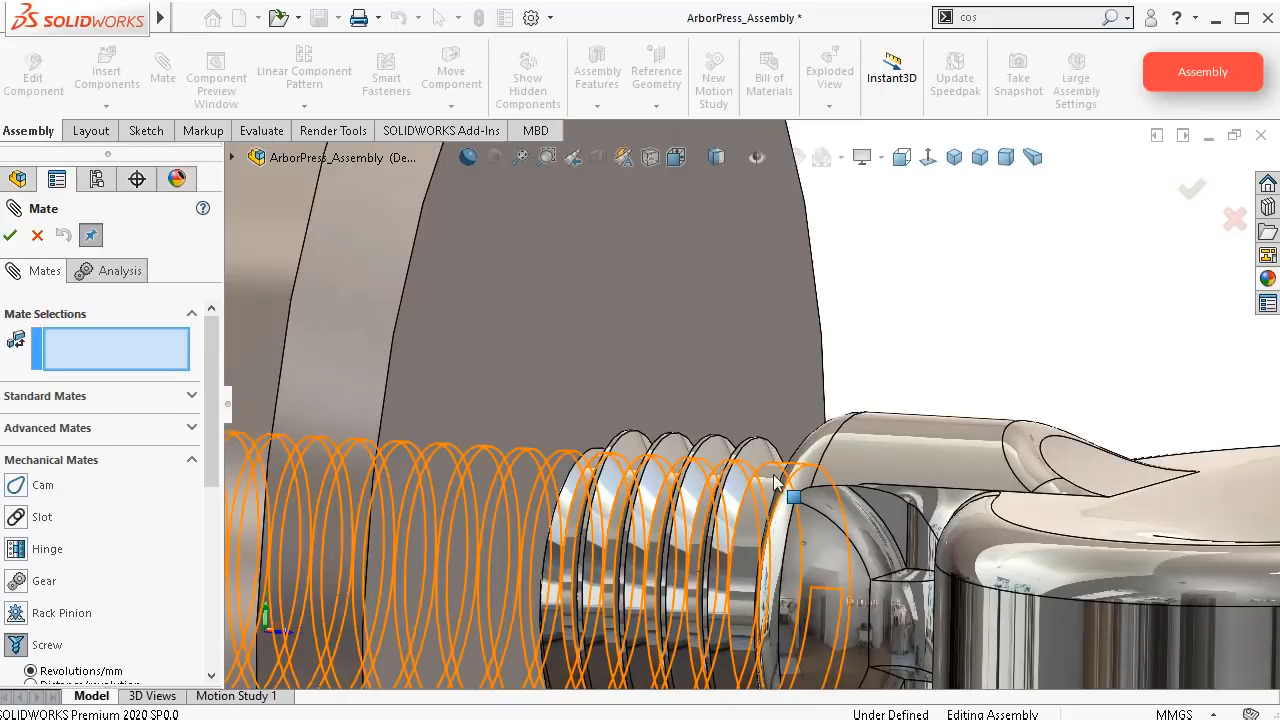 SOLIDWORKS
ArborPress_Assembly *
cos
Edit Component
Insert Components
Mate
Component Preview Window
Linear Component Pattern
Smart Fasteners
Move Component
Show Hidden Components
Assembly Features
Reference Geometry
New Motion Study
Bill of Materials
Exploded View
Instant3D
Update Speedpak
Take Snapshot
Large Assembly Settings
Assembly
Assembly Layout Sketch Markup Evaluate Render Tools SOLIDWORKS Add-Ins MBD
ArborPress_Assembly (De...
Mate
Mates Analysis
Mate Selections
Standard Mates
Advanced Mates
Mechanical Mates
Cam
Slot
Hinge
Gear
Rack Pinion
Screw
Revolutions/mm
Model 3D Views Motion Study 1
SOLIDWORKS Premium 2020 SP0.0
Under Defined Editing Assembly MMGS